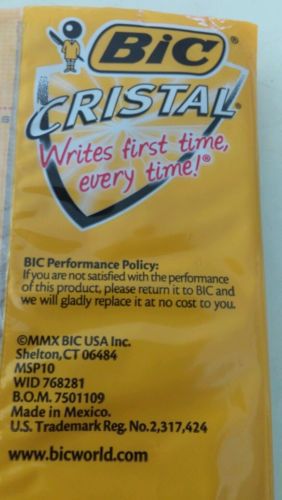 BiC®
CRISTAL®
Writes first time,
every time!®
BIC Performance Policy:
If you are not satisfied with the performance
of this product, please return it to BIC and
we will gladly replace it at no cost to you.
©MMX BIC USA Inc.
Shelton,CT 06484
MSP10
WID 768281
B.O.M. 7501109
Made in Mexico.
U.S. Trademark Reg. No.2,317,424
www.bicworld.com